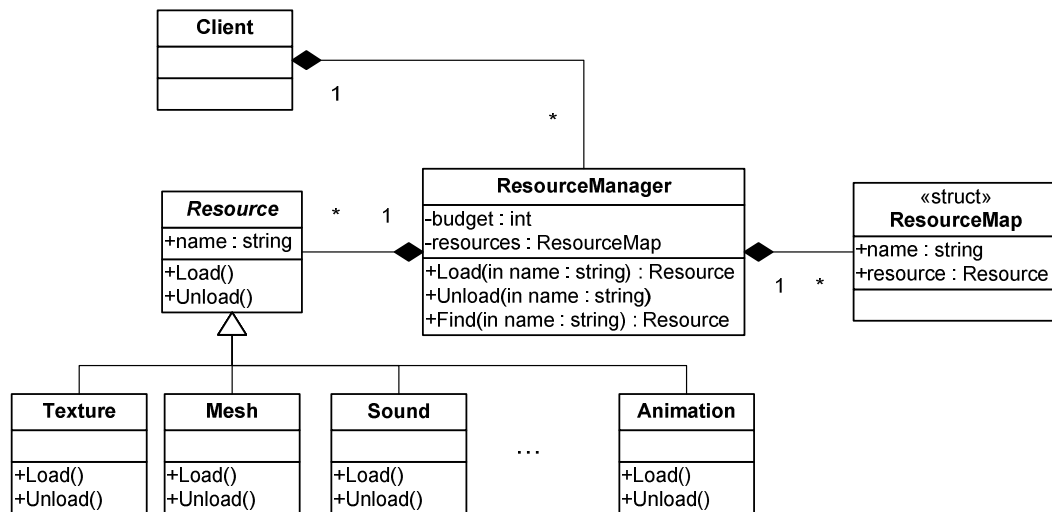 Client
1
*
ResourceManager
-budget : int
-resources : ResourceMap
+Load(in name : string) : Resource
+Unload(in name : string)
+Find(in name : string) : Resource
Resource
+name : string
+Load()
+Unload()
*
1
«struct»
ResourceMap
+name : string
+resource : Resource
1
*
Texture
+Load()
+Unload()
Mesh
+Load()
+Unload()
Sound
+Load()
+Unload()
...
Animation
+Load()
+Unload()